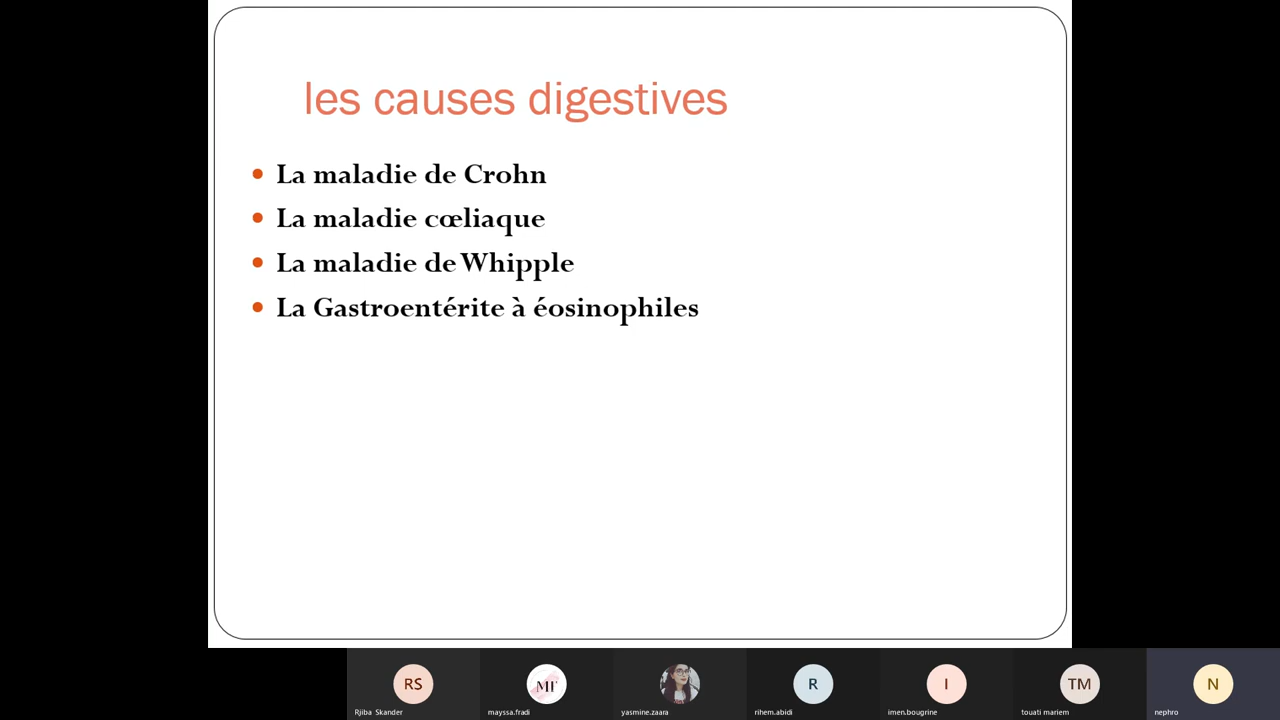 les causes digestives
La maladie de Crohn
La maladie cœliaque
La maladie de Whipple
La Gastroentérite à éosinophiles
RS
MF
R
I
TM
N
Rjiba Skander
mayssa.fradi
yasmine.zaara
rihem.abidi
imen.bougrine
touati mariem
nephro